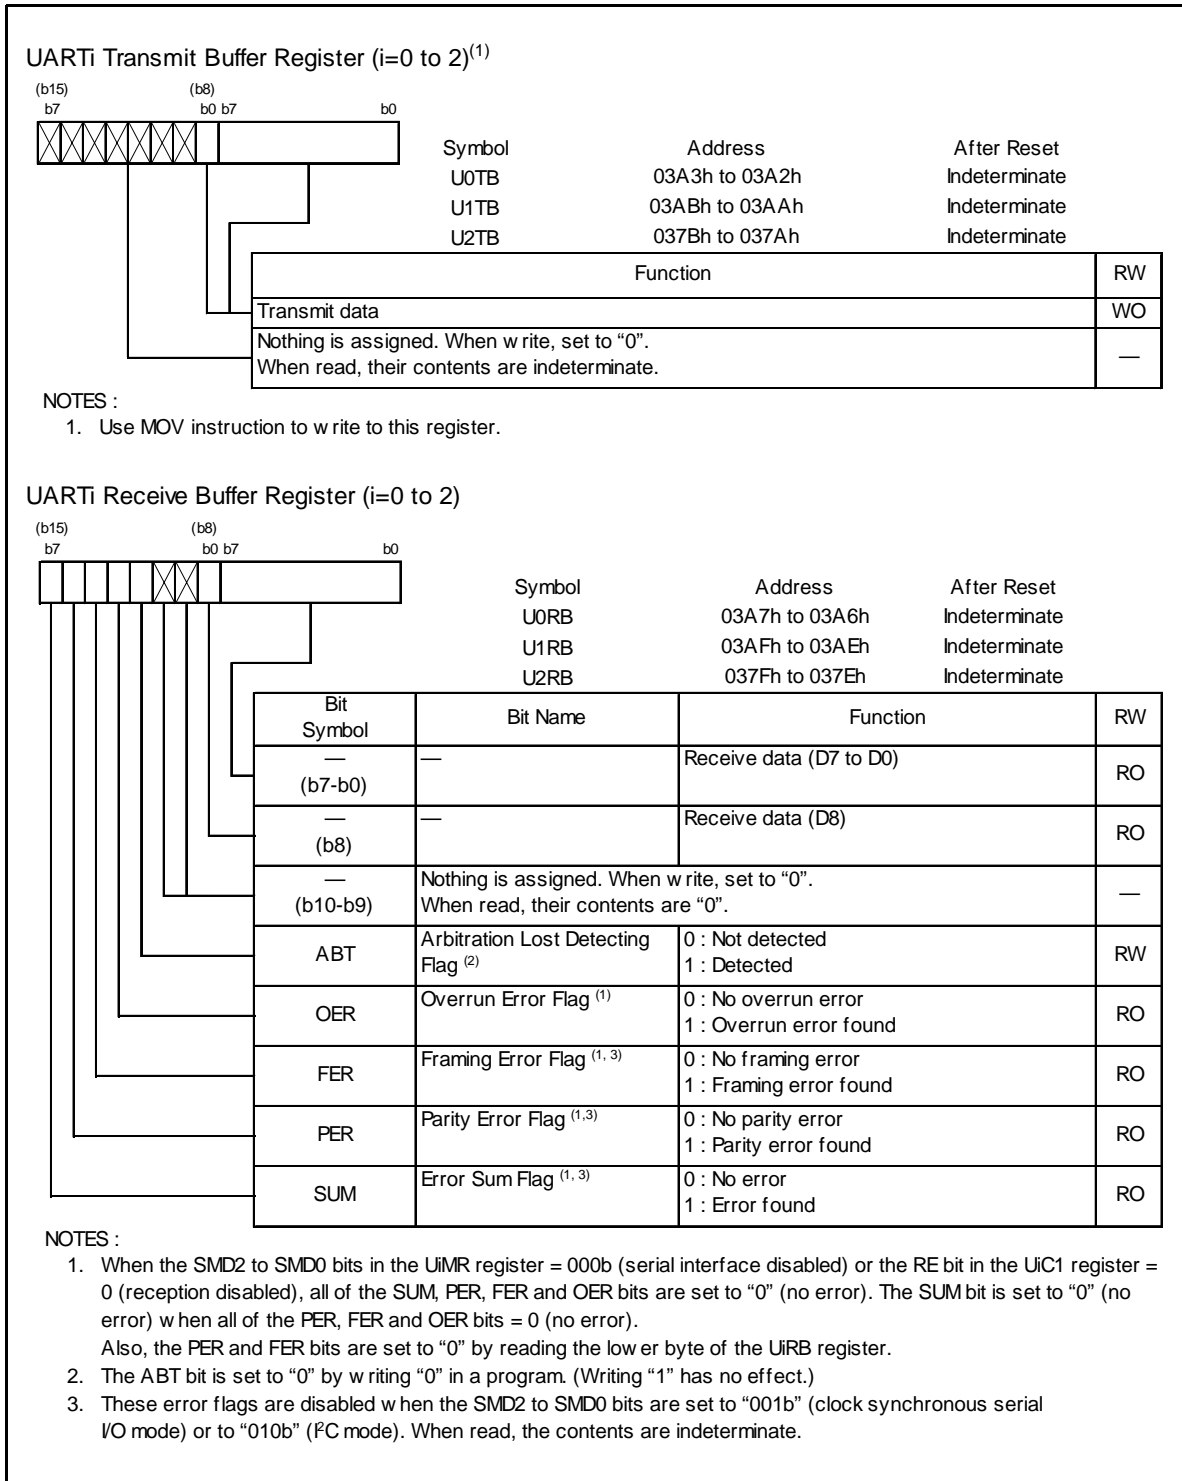 UARTi Transmit Buffer Register (i=0 to 2)(1)
(b15) (b8)
b7 b0 b7 b0
Symbol Address After Reset
U0TB 03A3h to 03A2h Indeterminate
U1TB 03ABh to 03AAh Indeterminate
U2TB 037Bh to 037Ah Indeterminate
Function RW
Transmit data WO
Nothing is assigned. When write, set to “0”.
When read, their contents are indeterminate. —
NOTES :
1. Use MOV instruction to write to this register.
UARTi Receive Buffer Register (i=0 to 2)
(b15) (b8)
b7 b0 b7 b0
Symbol Address After Reset
U0RB 03A7h to 03A6h Indeterminate
U1RB 03AFh to 03AEh Indeterminate
U2RB 037Fh to 037Eh Indeterminate
Bit
Symbol Bit Name Function RW
— — Receive data (D7 to D0)
(b7-b0) RO
— — Receive data (D8)
(b8) RO
— Nothing is assigned. When write, set to “0”.
(b10-b9) When read, their contents are “0”. —
ABT Arbitration Lost Detecting 0 : Not detected
Flag (2) 1 : Detected RW
OER Overrun Error Flag (1) 0 : No overrun error
1 : Overrun error found RO
FER Framing Error Flag (1, 3) 0 : No framing error
1 : Framing error found RO
PER Parity Error Flag (1,3) 0 : No parity error
1 : Parity error found RO
SUM Error Sum Flag (1, 3) 0 : No error
1 : Error found RO
NOTES :
1. When the SMD2 to SMD0 bits in the UiMR register = 000b (serial interface disabled) or the RE bit in the UiC1 register =
0 (reception disabled), all of the SUM, PER, FER and OER bits are set to “0” (no error). The SUM bit is set to “0” (no
error) when all of the PER, FER and OER bits = 0 (no error).
Also, the PER and FER bits are set to “0” by reading the lower byte of the UiRB register.
2. The ABT bit is set to “0” by writing “0” in a program. (Writing “1” has no effect.)
3. These error flags are disabled when the SMD2 to SMD0 bits are set to “001b” (clock synchronous serial
I/O mode) or to “010b” (I²C mode). When read, the contents are indeterminate.